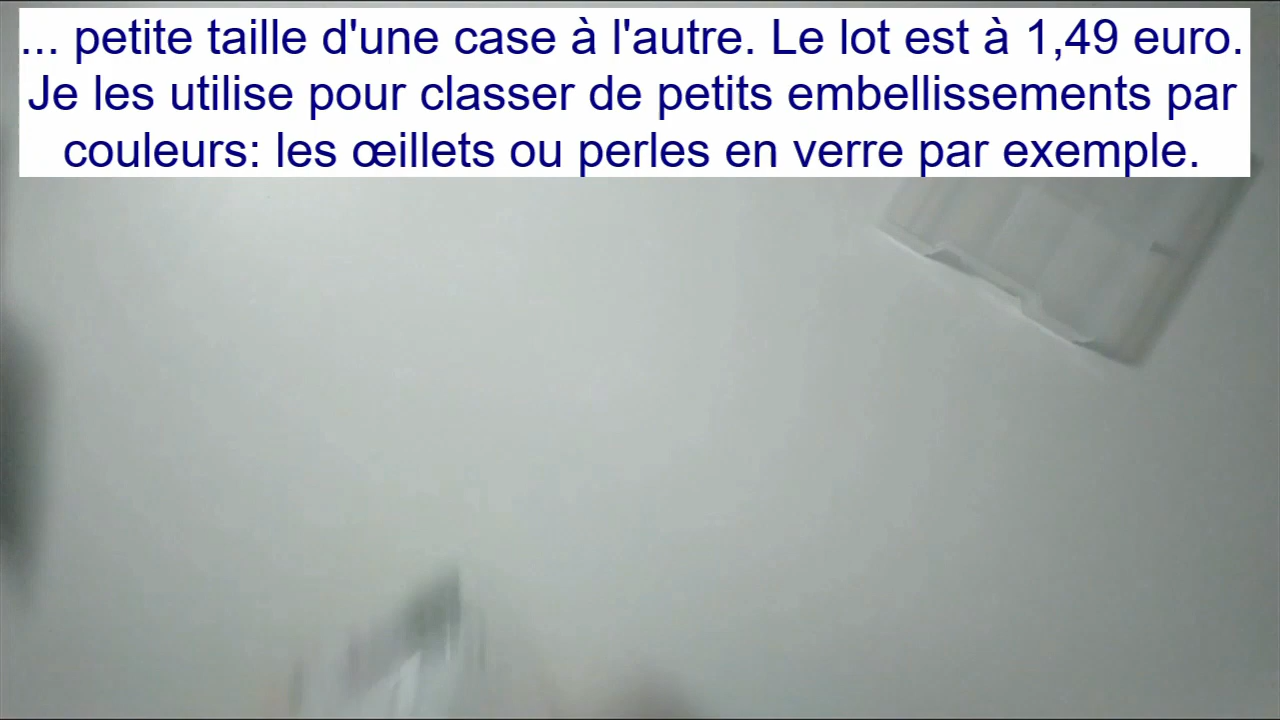 ... petite taille d'une case à l'autre. Le lot est à 1,49 euro.
Je les utilise pour classer de petits embellissements par
couleurs: les œillets ou perles en verre par exemple.